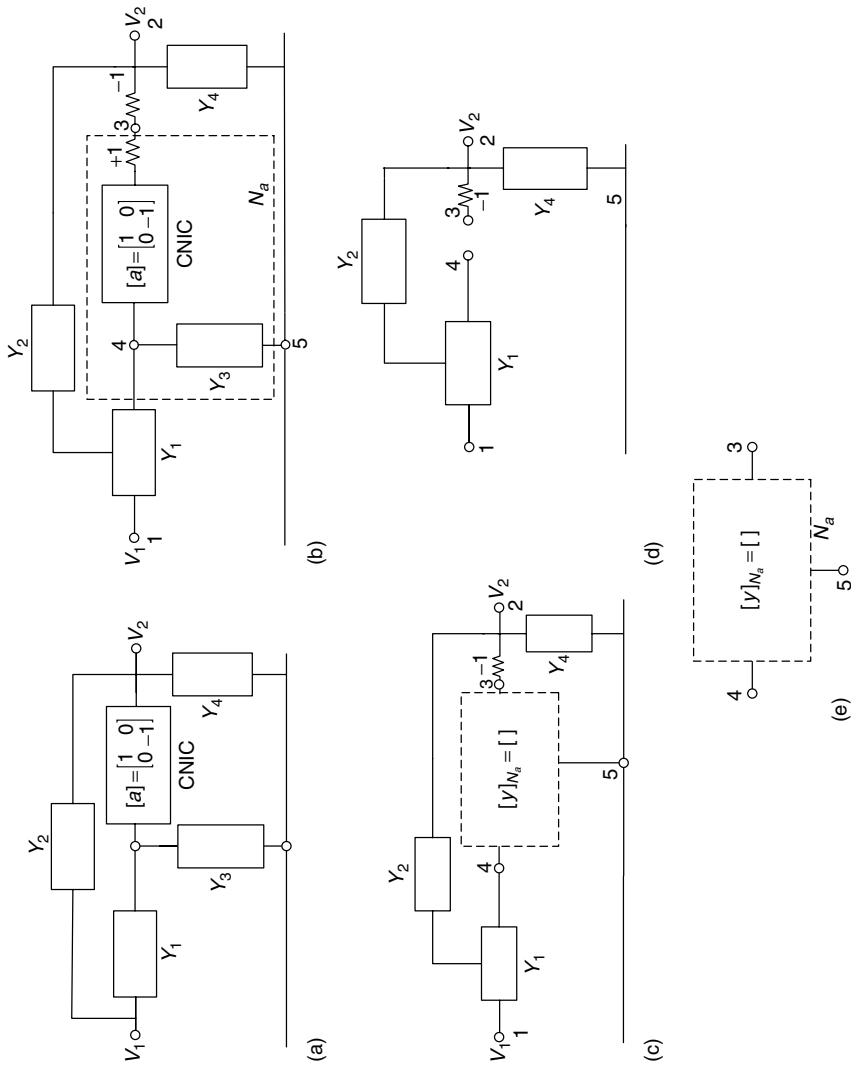 Y₂
V₁
Y₁
[a] = [1 0
0 −1]
CNIC
V₂
Y₃
Y₄
(a)
Y₂
V₁
1
Y₁
4
[a] = [1 0
0 −1]
CNIC
+1
3
−1
V₂
2
Y₃
Nₐ
Y₄
5
(b)
Y₂
V₁
1
Y₁
4
[y]Nₐ = [ ]
3
−1
V₂
2
Y₄
5
(c)
Y₂
1
Y₁
4
3
−1
V₂
2
Y₄
5
(d)
4
[y]Nₐ = [ ]
3
Nₐ
5
(e)